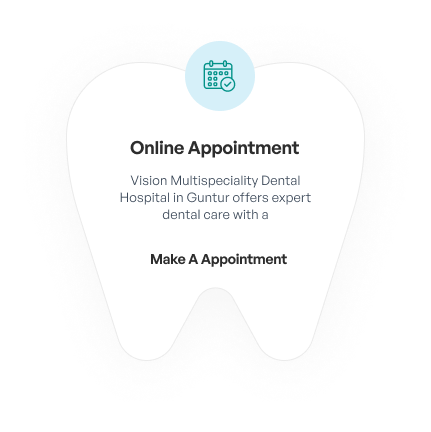 Online Appointment
Vision Multispeciality Dental
Hospital in Guntur offers expert
dental care with a
Make A Appointment